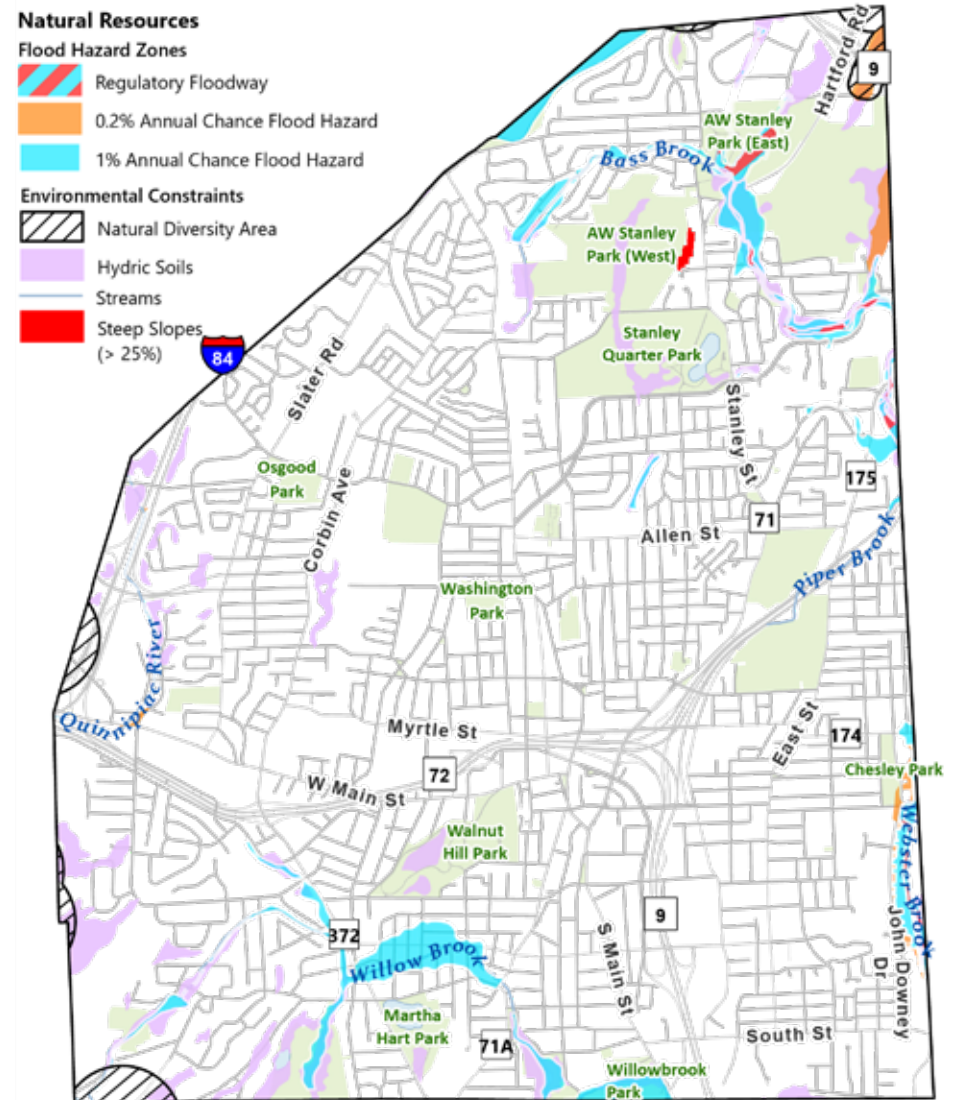 Natural Resources
Flood Hazard Zones
Regulatory Floodway
0.2% Annual Chance Flood Hazard
1% Annual Chance Flood Hazard
Environmental Constraints
Natural Diversity Area
Hydric Soils
Streams
Steep Slopes
(> 25%)
84
Hartford Rd
9
AW Stanley
Park (East)
Bass Brook
AW Stanley
Park (West)
Stanley
Quarter Park
Slater Rd
Stanley St
Osgood
Park
Corbin Ave
175
71
Allen St
Piper Brook
Washington
Park
Quinnipiac River
Myrtle St
East St
174
72
W Main St
Chesley Park
Walnut
Hill Park
Webster Brook
9
372
Willow Brook
S Main St
John Downey
Dr
Martha
Hart Park
71A
South St
Willowbrook
Park